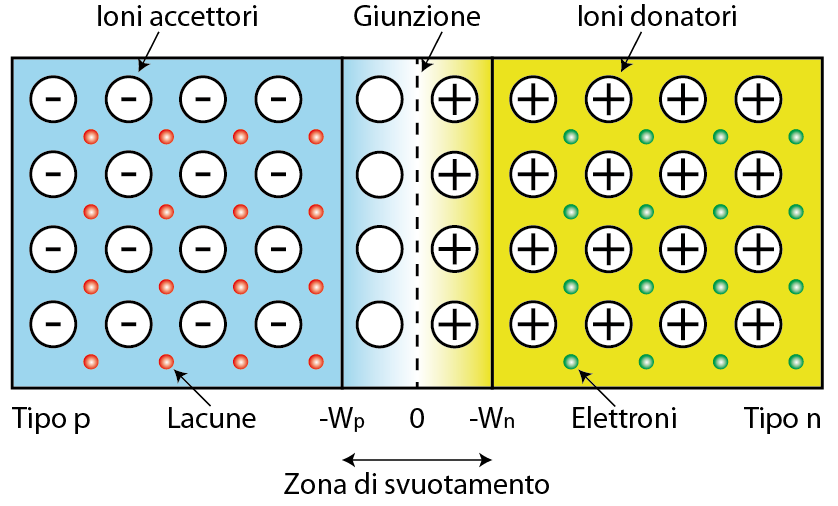 Ioni accettori Giunzione Ioni donatori
- - - - + + + + +
- - - - + + + + +
- - - - + + + + +
- - - - + + + + +
Tipo p Lacune -Wp 0 -Wn Elettroni Tipo n
Zona di svuotamento